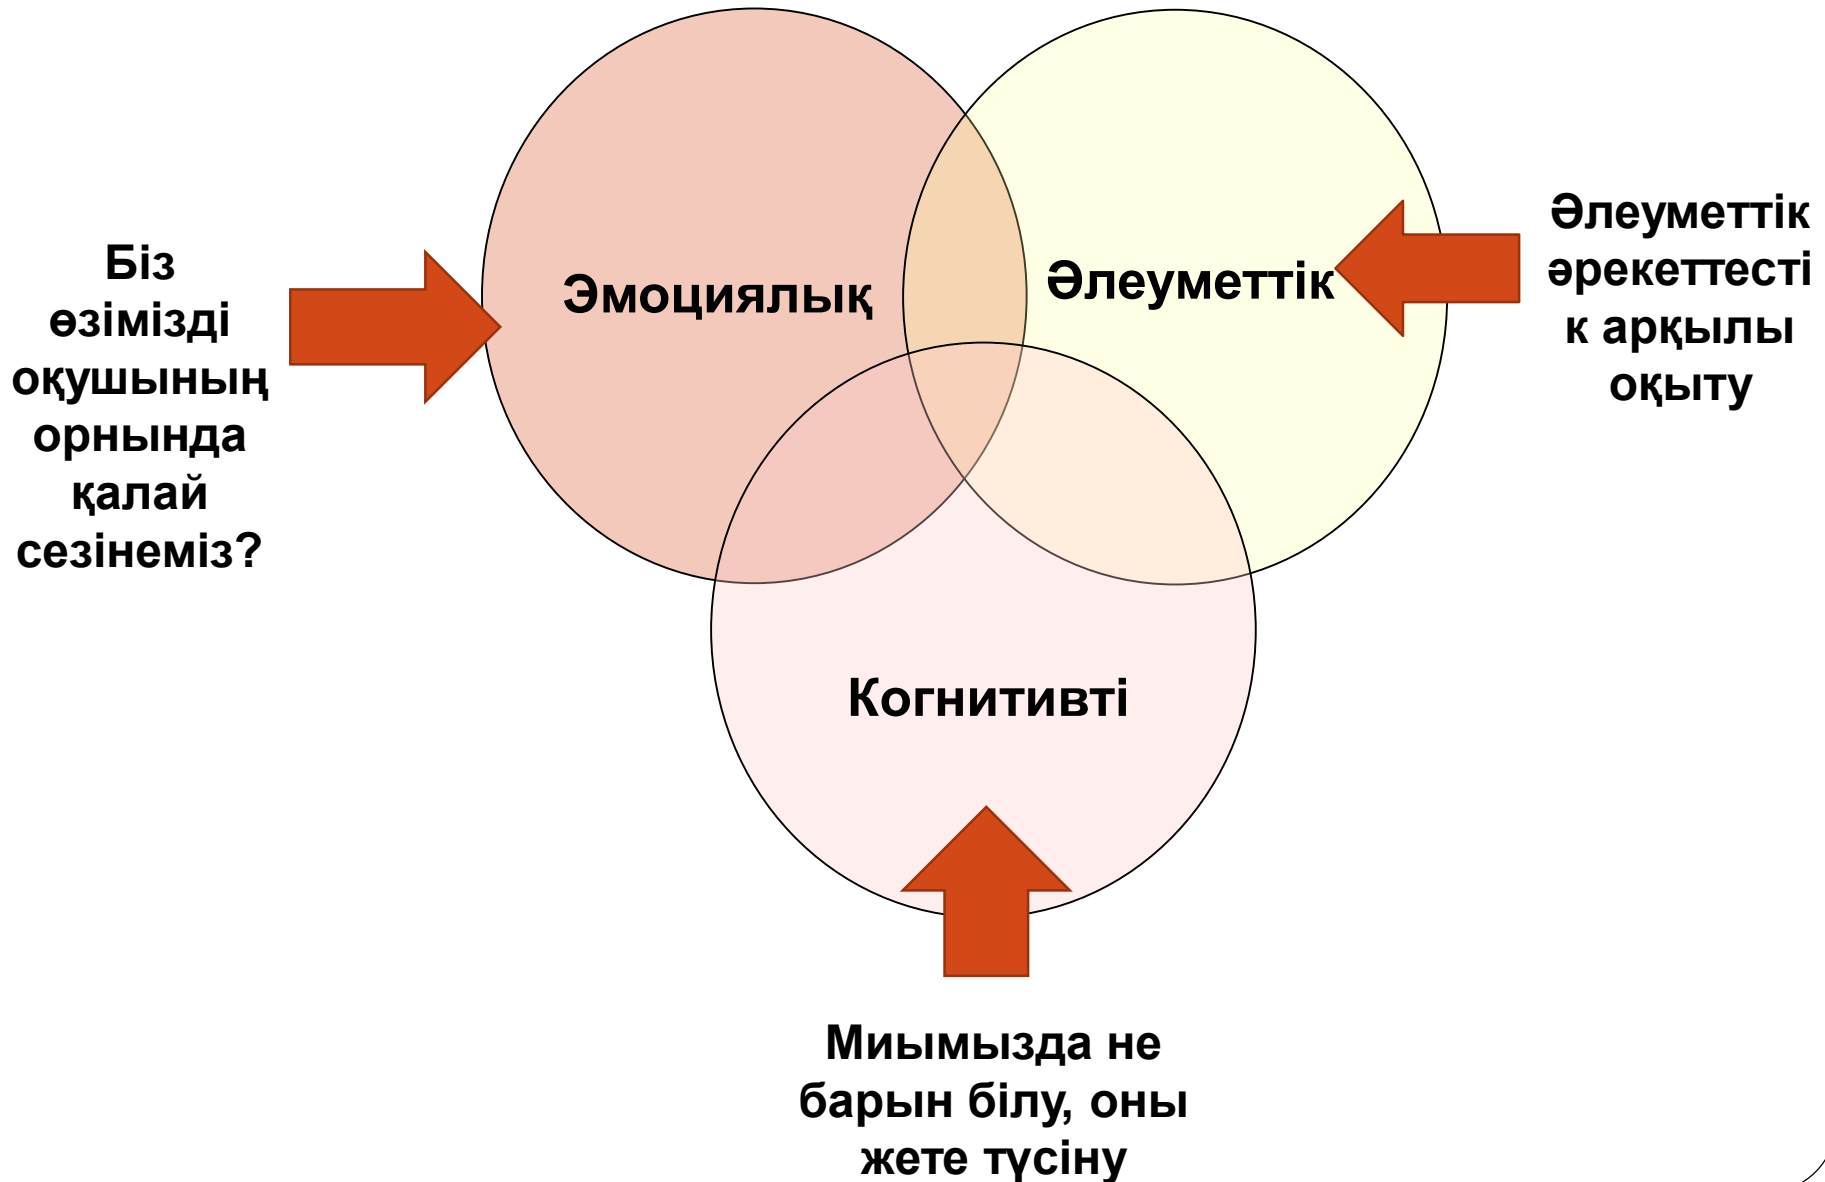 Біз
өзімізді
оқушының
орнында
қалай
сезінеміз?
Эмоциялық
Әлеуметтік
Әлеуметтік
әрекеттесті
к арқылы
оқыту
Когнитивті
Миымызда не
барын білу, оны
жете түсіну